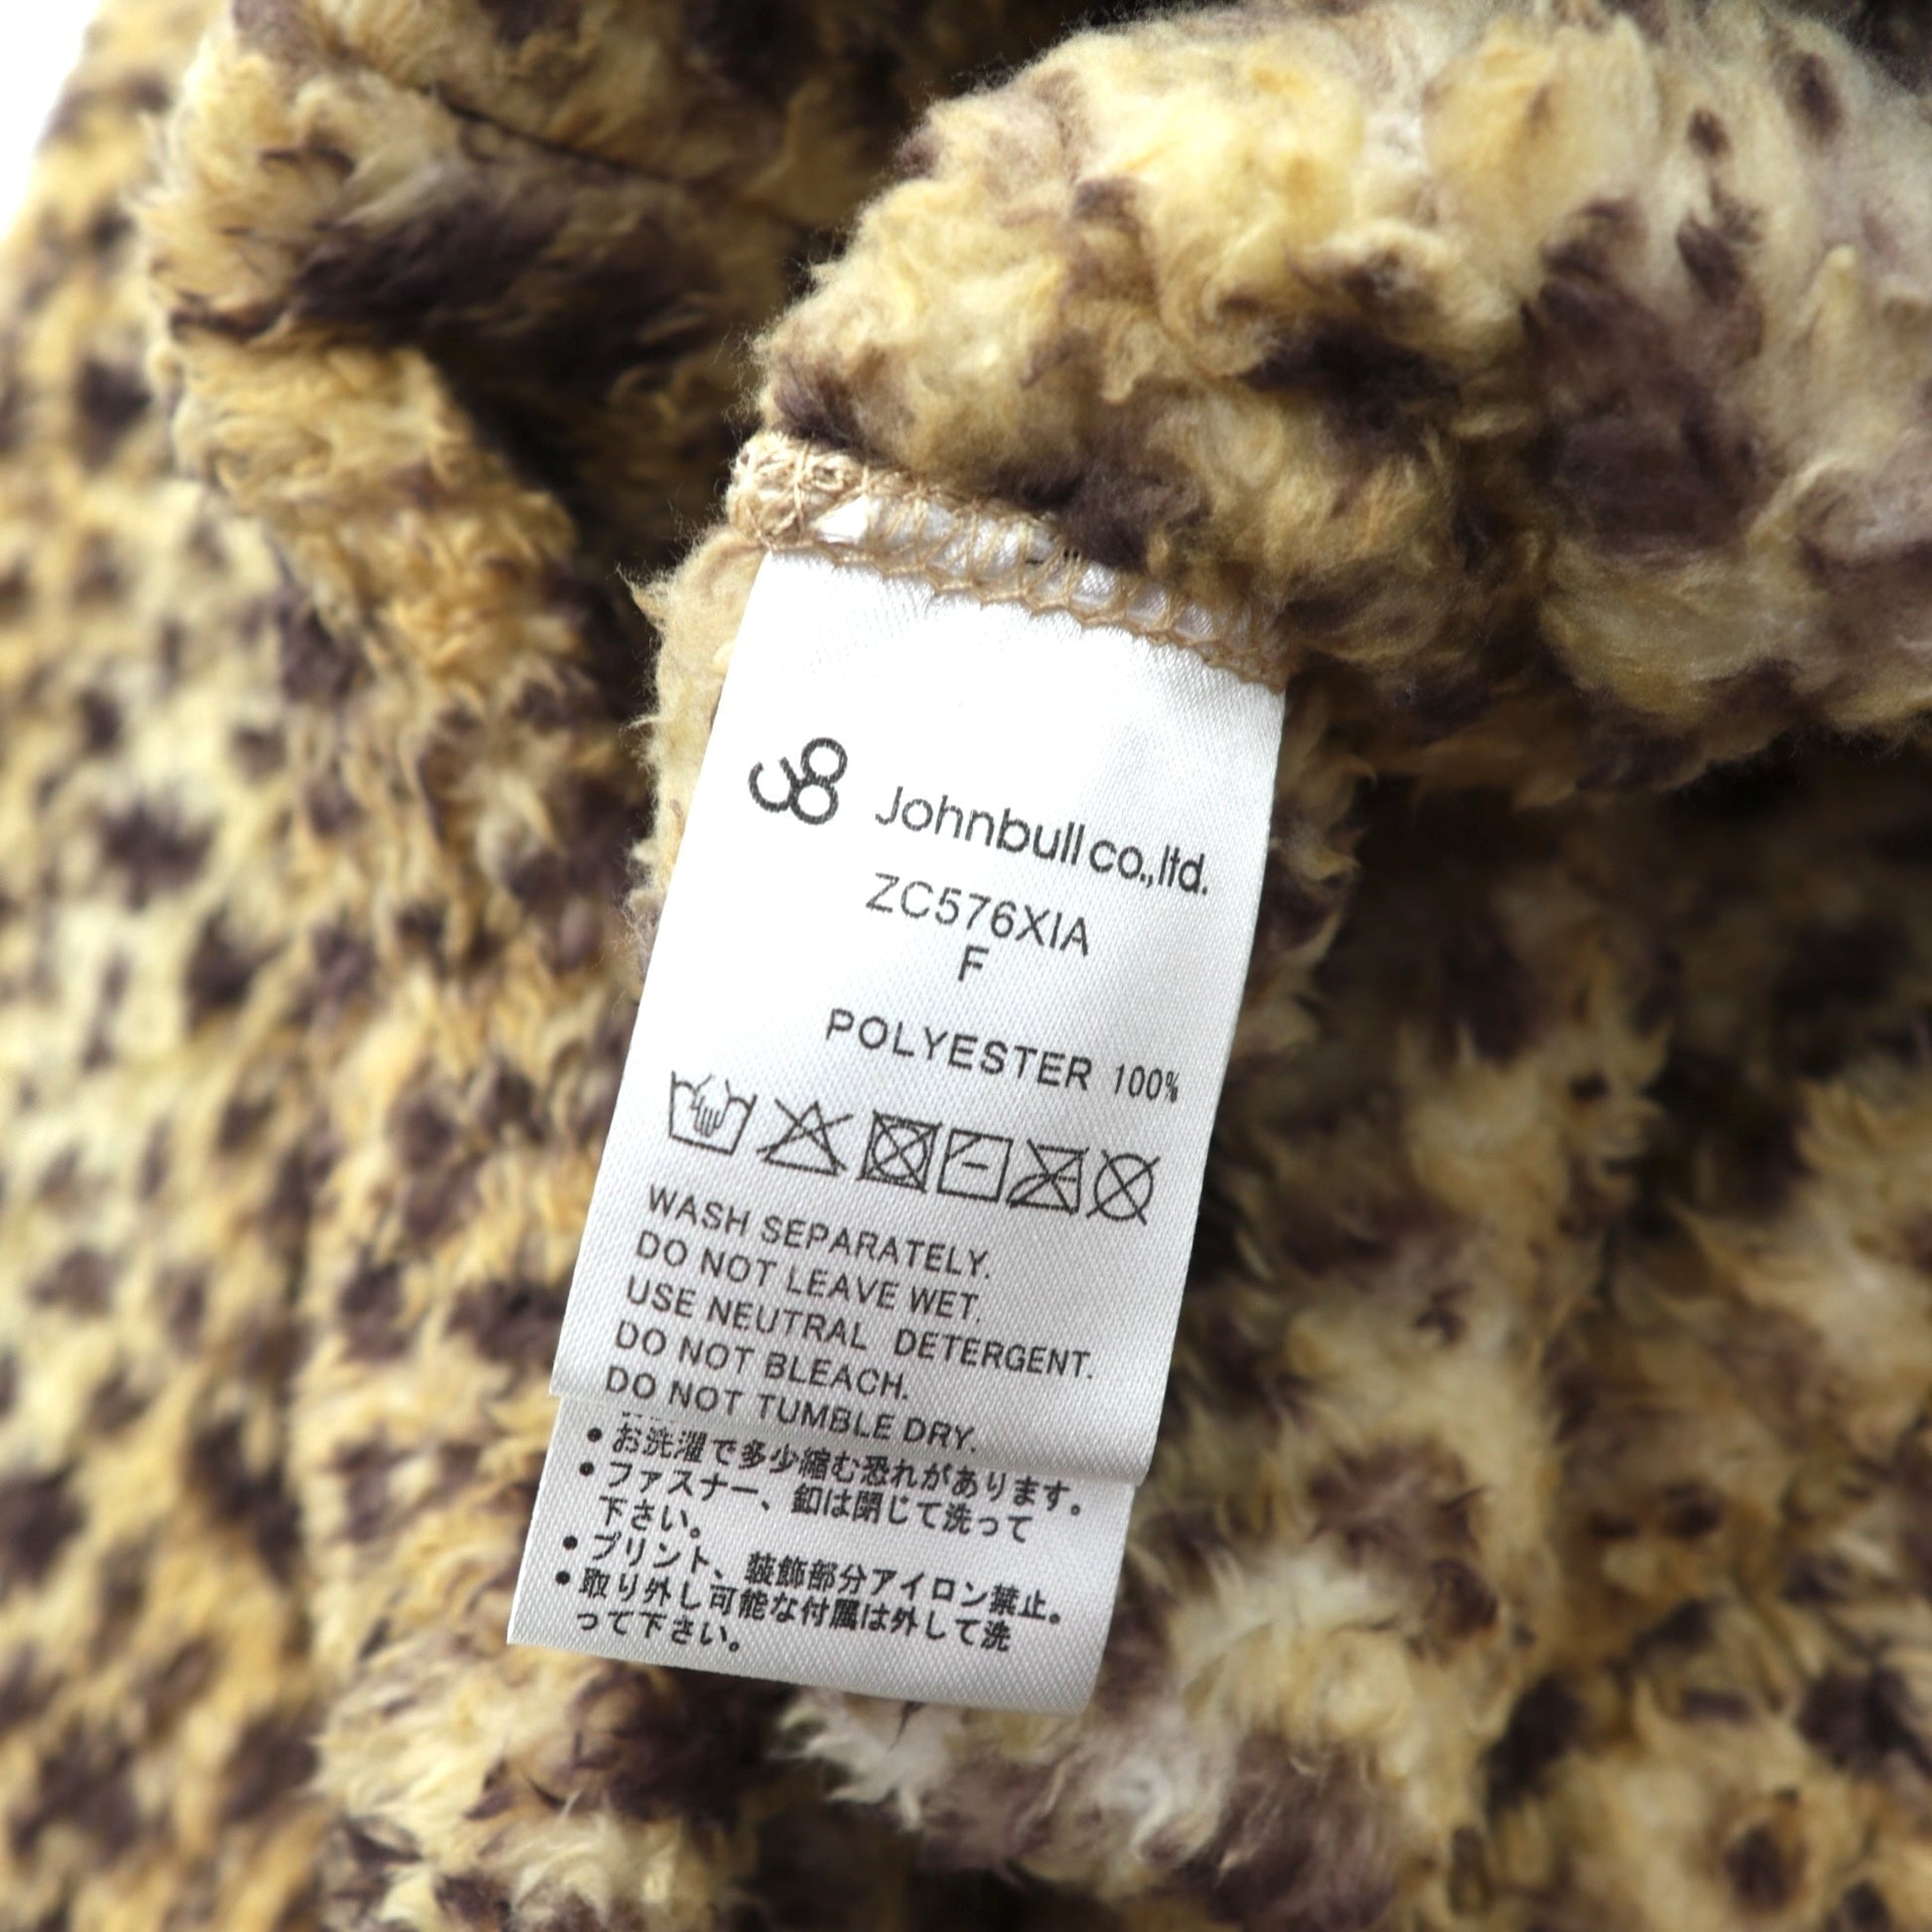 Johnbull co.,ltd.
ZC576XIA
F
POLYESTER 100%
WASH SEPARATELY.
DO NOT LEAVE WET.
USE NEUTRAL DETERGENT.
DO NOT BLEACH.
DO NOT TUMBLE DRY.
●お洗濯で多少縮む恐れがあります。
●ファスナー、釦は閉じて洗って
下さい。
●プリント、装飾部分アイロン禁止。
●取り外し可能な付属は外して洗
って下さい。